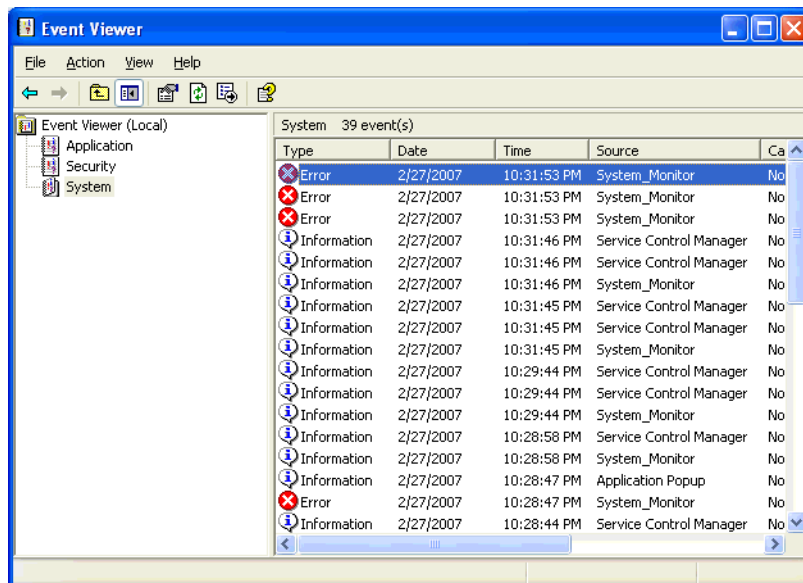 Event Viewer
File Action View Help
Event Viewer (Local)
Application
Security
System
System 39 event(s)
Type Date Time Source Ca
Error 2/27/2007 10:31:53 PM System_Monitor No
Error 2/27/2007 10:31:53 PM System_Monitor No
Error 2/27/2007 10:31:53 PM System_Monitor No
Information 2/27/2007 10:31:46 PM Service Control Manager No
Information 2/27/2007 10:31:46 PM Service Control Manager No
Information 2/27/2007 10:31:46 PM System_Monitor No
Information 2/27/2007 10:31:45 PM Service Control Manager No
Information 2/27/2007 10:31:45 PM Service Control Manager No
Information 2/27/2007 10:31:45 PM System_Monitor No
Information 2/27/2007 10:29:44 PM Service Control Manager No
Information 2/27/2007 10:29:44 PM Service Control Manager No
Information 2/27/2007 10:29:44 PM System_Monitor No
Information 2/27/2007 10:28:58 PM Service Control Manager No
Information 2/27/2007 10:28:58 PM System_Monitor No
Information 2/27/2007 10:28:47 PM Application Popup No
Error 2/27/2007 10:28:47 PM System_Monitor No
Information 2/27/2007 10:28:44 PM Service Control Manager No